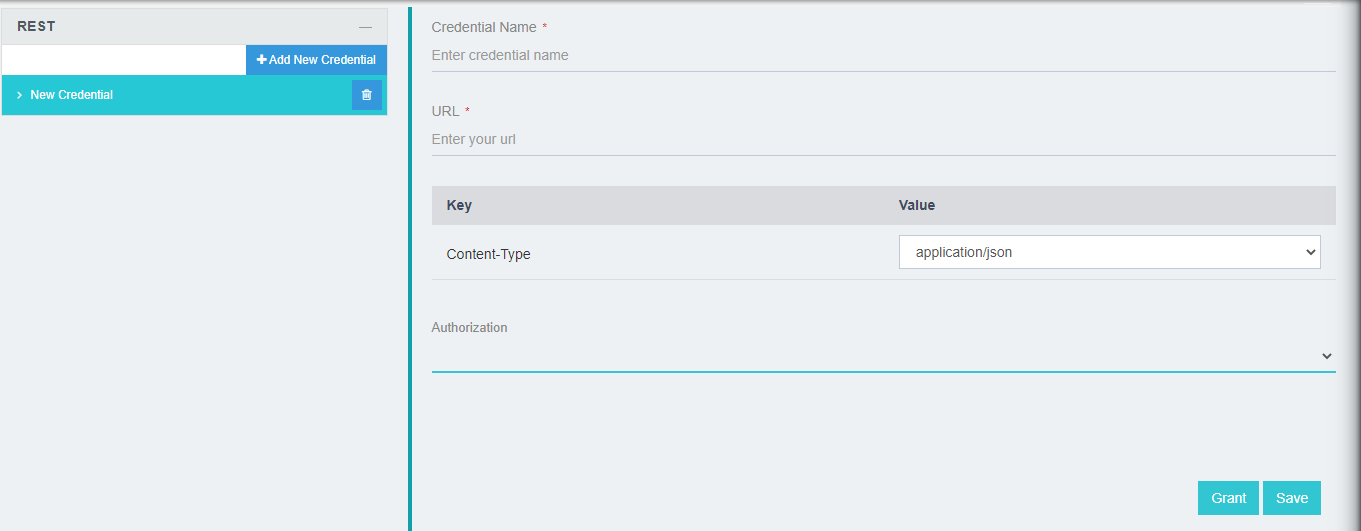 REST
Add New Credential
New Credential
Credential Name *
Enter credential name
URL *
Enter your url
Key Value
Content-Type application/json
Authorization
Grant Save